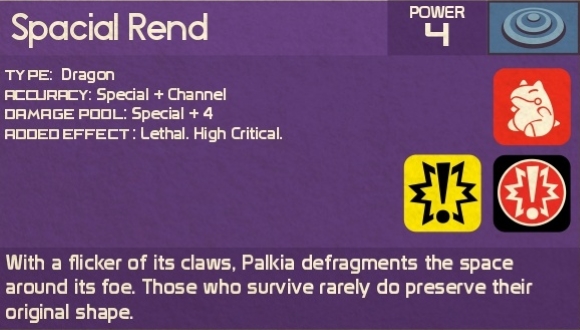 Spacial Rend
POWER
4
TYPE: Dragon
ACCURACY: Special + Channel
DAMAGE POOL: Special + 4
ADDED EFFECT: Lethal. High Critical.
With a flicker of its claws, Palkia defragments the space
around its foe. Those who survive rarely do preserve their
original shape.